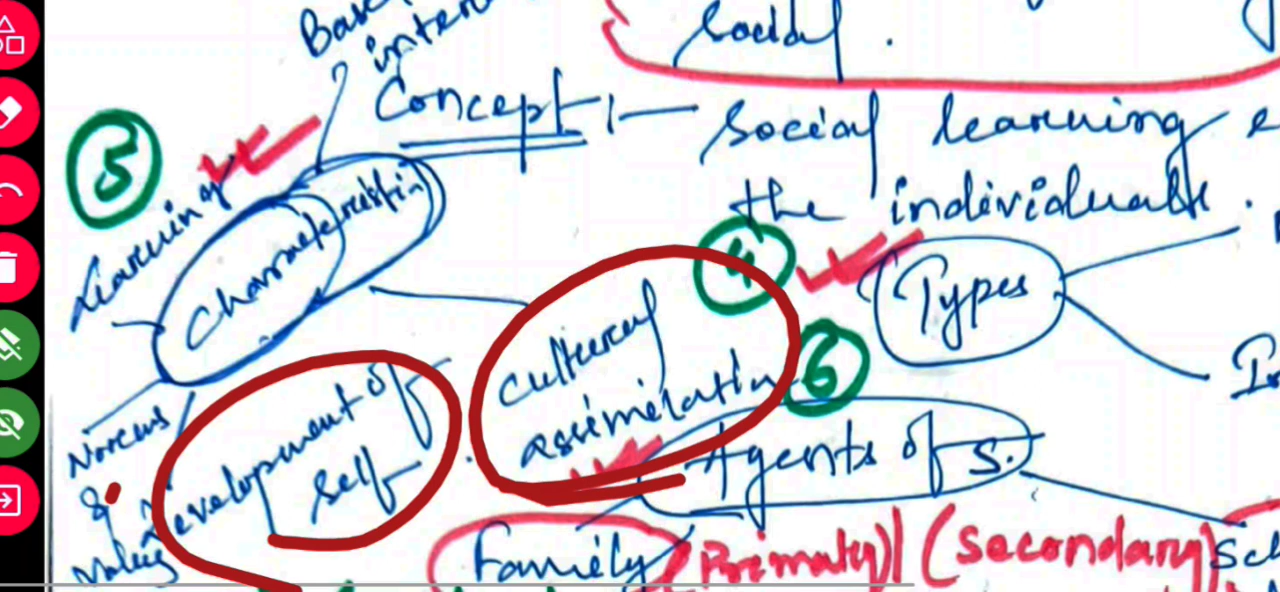 social.
Concept :—
social learning
the individuals.
5
Learning
Characteristics
4
Types
cultural
assimilation
6
development of
self
Norms
&
Agents of S.
Family (Primary) | (secondary)